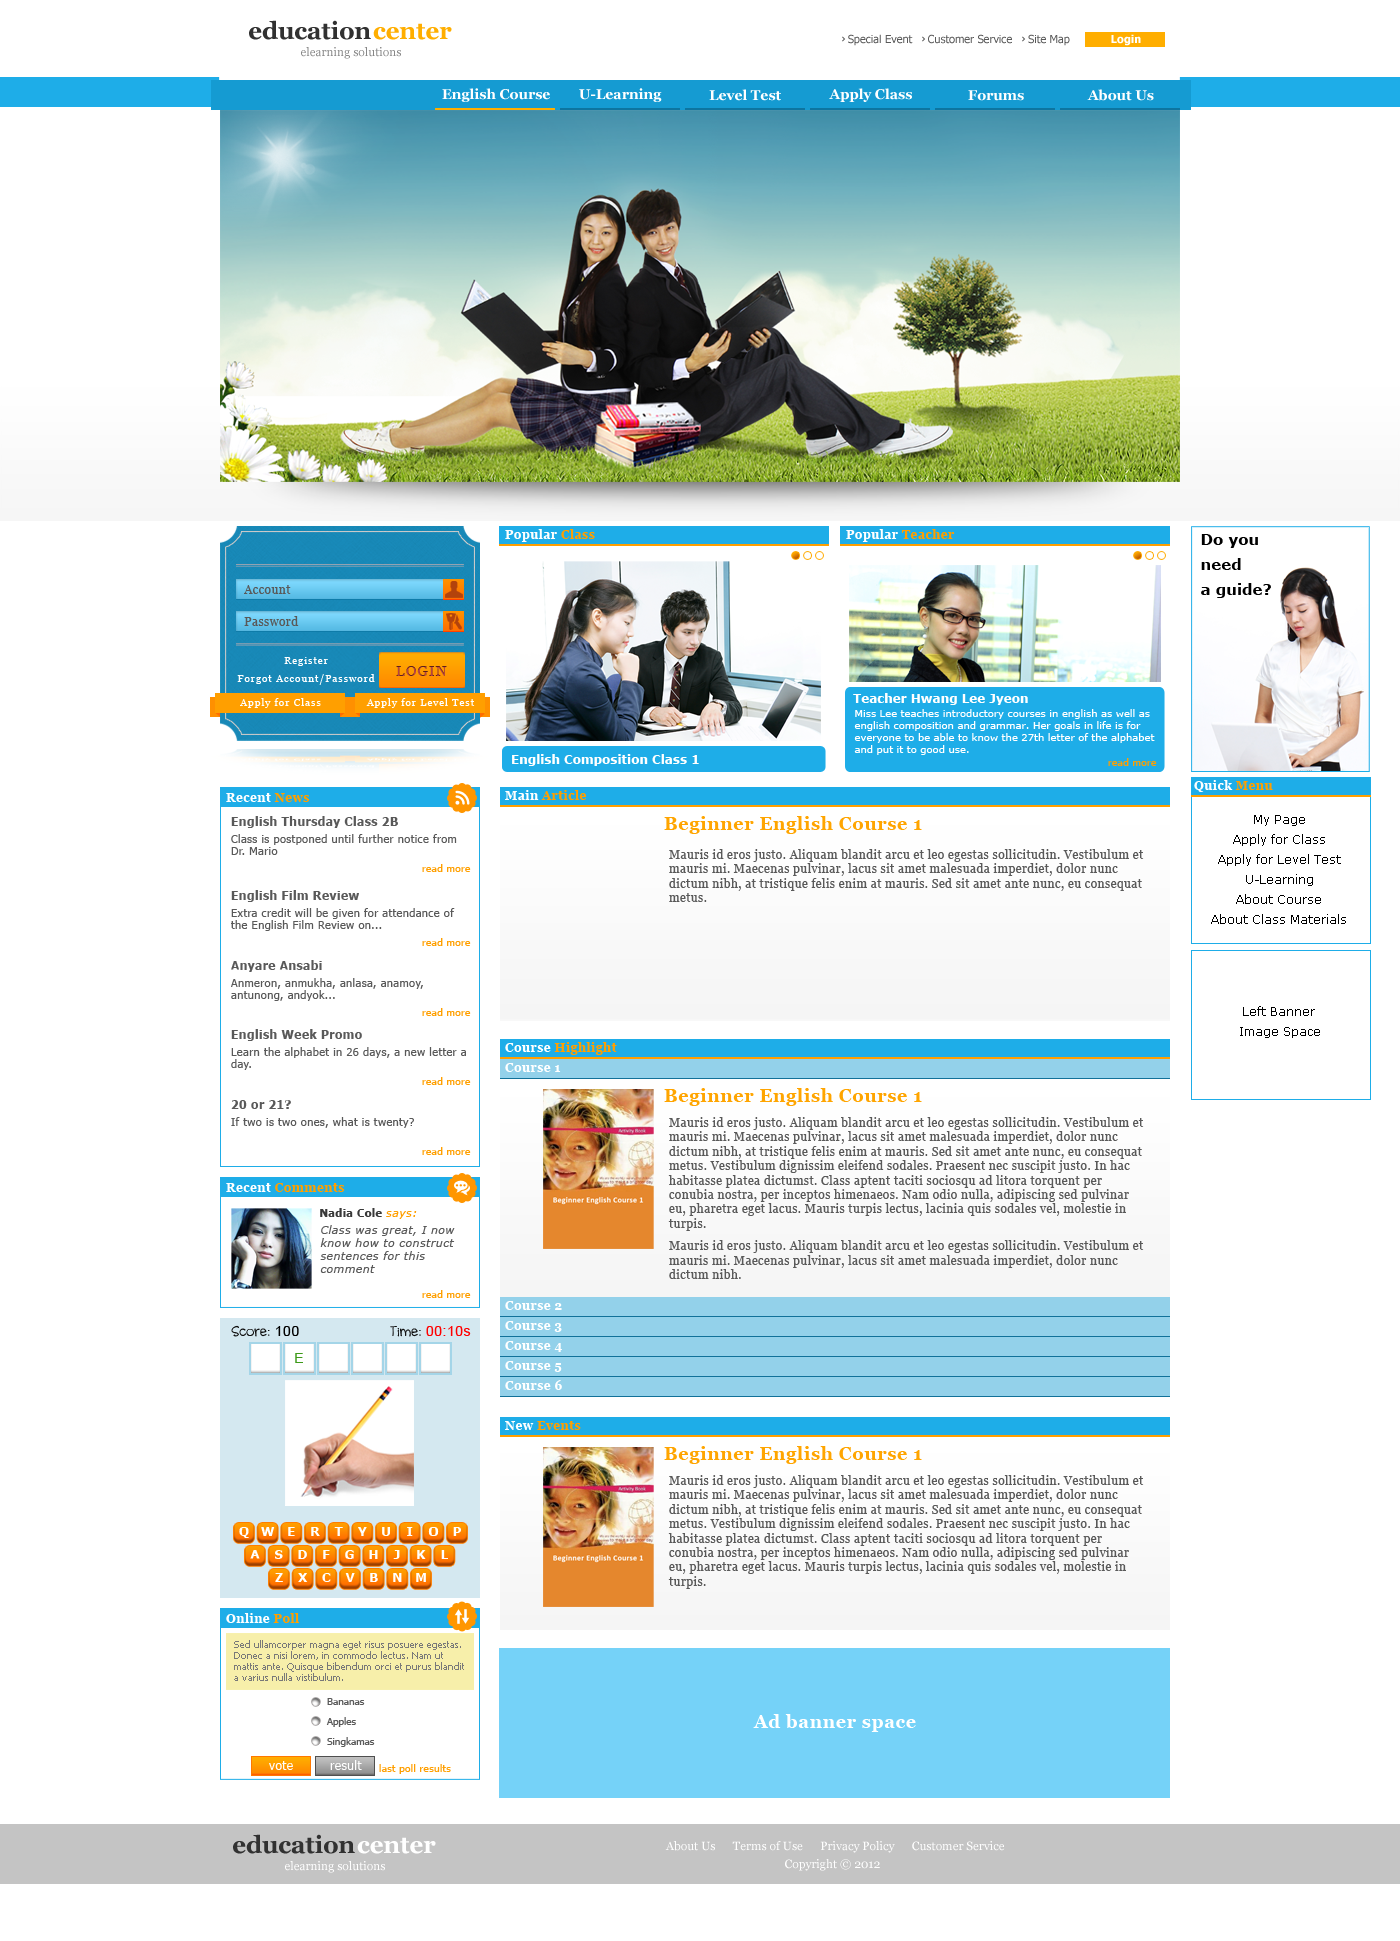 educationcenter
elearning solutions
Special Event
Customer Service
Site Map
Login
English Course
U-Learning
Level Test
Apply Class
Forums
About Us
Account
Password
Register
Forgot Account/Password
LOGIN
Apply for Class
Apply for Level Test
Popular Class
English Composition Class 1
Popular Teacher
Teacher Hwang Lee Jyeon
Miss Lee teaches introductory courses in english as well as
english composition and grammar. Her goals in life is for
everyone to be able to know the 27th letter of the alphabet
and put it to good use.
read more
Do you
need
a guide?
Quick Menu
My Page
Apply for Class
Apply for Level Test
U-Learning
About Course
About Class Materials
Left Banner
Image Space
Recent News
English Thursday Class 2B
Class is postponed until further notice from
Dr. Mario
read more
English Film Review
Extra credit will be given for attendance of
the English Film Review on...
read more
Anyare Ansabi
Anmeron, anmukha, anlasa, anamoy,
antunong, andyok...
read more
English Week Promo
Learn the alphabet in 26 days, a new letter a
day.
read more
20 or 21?
If two is two ones, what is twenty?
read more
Recent Comments
Nadia Cole says:
Class was great, I now
know how to construct
sentences for this
comment
read more
Score: 100
Time: 00:10s
E
Q W E R T Y U I O P
A S D F G H J K L
Z X C V B N M
Online Poll
Sed ullamcorper magna eget risus posuere egestas.
Donec a nisi lorem, in commodo lectus. Nam ut
mattis ante. Quisque bibendum orci et purus blandit
a varius nulla vistibulum.
Bananas
Apples
Singkamas
vote
result
last poll results
Main Article
Beginner English Course 1
Mauris id eros justo. Aliquam blandit arcu et leo egestas sollicitudin. Vestibulum et
mauris mi. Maecenas pulvinar, lacus sit amet malesuada imperdiet, dolor nunc
dictum nibh, at tristique felis enim at mauris. Sed sit amet ante nunc, eu consequat
metus.
Course Highlight
Course 1
Activity Book
Beginner English Course 1
Beginner English Course 1
Mauris id eros justo. Aliquam blandit arcu et leo egestas sollicitudin. Vestibulum et
mauris mi. Maecenas pulvinar, lacus sit amet malesuada imperdiet, dolor nunc
dictum nibh, at tristique felis enim at mauris. Sed sit amet ante nunc, eu consequat
metus. Vestibulum dignissim eleifend sodales. Praesent nec suscipit justo. In hac
habitasse platea dictumst. Class aptent taciti sociosqu ad litora torquent per
conubia nostra, per inceptos himenaeos. Nam odio nulla, adipiscing sed pulvinar
eu, pharetra eget lacus. Mauris turpis lectus, lacinia quis sodales vel, molestie in
turpis.
Mauris id eros justo. Aliquam blandit arcu et leo egestas sollicitudin. Vestibulum et
mauris mi. Maecenas pulvinar, lacus sit amet malesuada imperdiet, dolor nunc
dictum nibh.
Course 2
Course 3
Course 4
Course 5
Course 6
New Events
Activity Book
Beginner English Course 1
Beginner English Course 1
Mauris id eros justo. Aliquam blandit arcu et leo egestas sollicitudin. Vestibulum et
mauris mi. Maecenas pulvinar, lacus sit amet malesuada imperdiet, dolor nunc
dictum nibh, at tristique felis enim at mauris. Sed sit amet ante nunc, eu consequat
metus. Vestibulum dignissim eleifend sodales. Praesent nec suscipit justo. In hac
habitasse platea dictumst. Class aptent taciti sociosqu ad litora torquent per
conubia nostra, per inceptos himenaeos. Nam odio nulla, adipiscing sed pulvinar
eu, pharetra eget lacus. Mauris turpis lectus, lacinia quis sodales vel, molestie in
turpis.
Ad banner space
educationcenter
elearning solutions
About Us
Terms of Use
Privacy Policy
Customer Service
Copyright © 2012